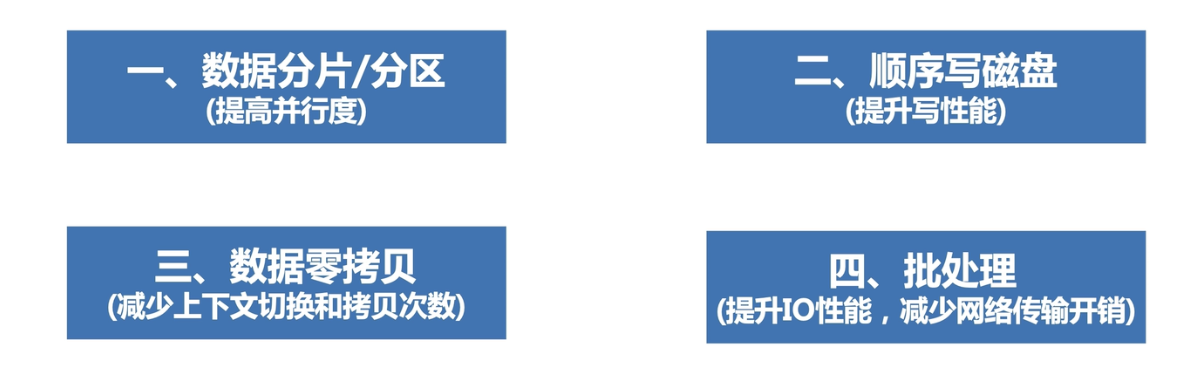 一、数据分片/分区
(提高并行度)
二、顺序写磁盘
(提升写性能)
三、数据零拷贝
(减少上下文切换和拷贝次数)
四、批处理
(提升IO性能，减少网络传输开销)